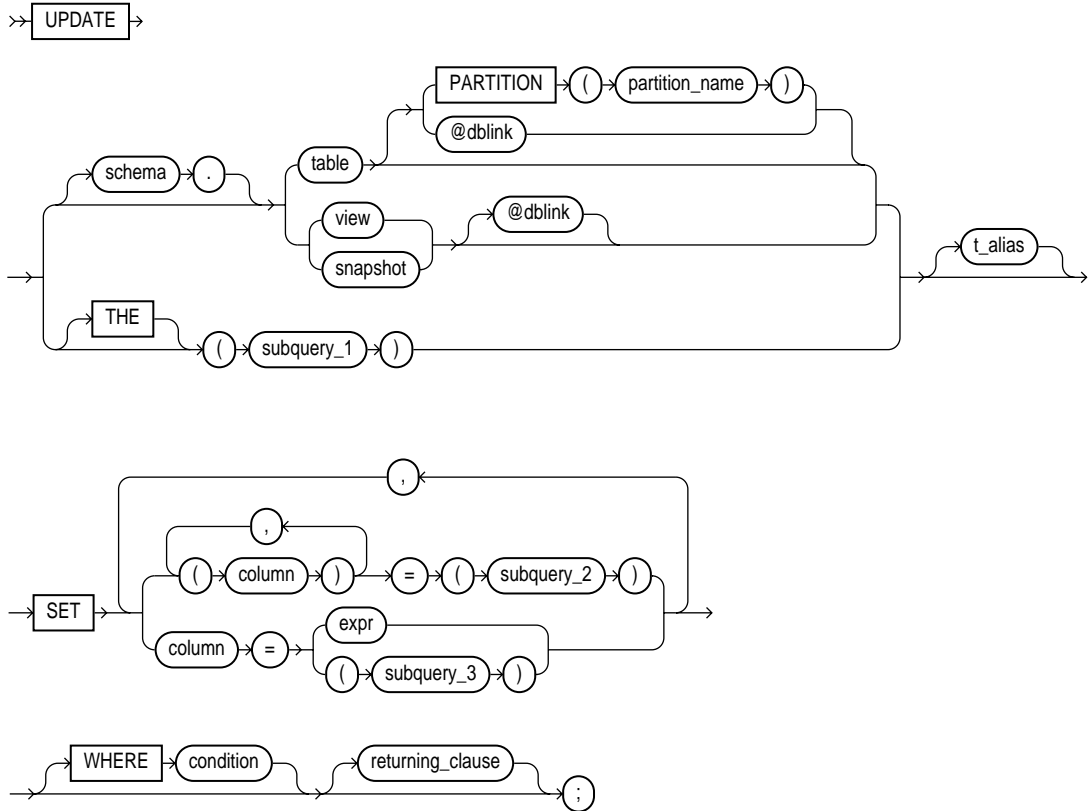 UPDATE
PARTITION ( partition_name )
@dblink
table
schema .
view
@dblink
snapshot
t_alias
THE
( subquery_1 )
,
,
( column ) = ( subquery_2 )
SET
expr
column =
( subquery_3 )
WHERE condition returning_clause
;